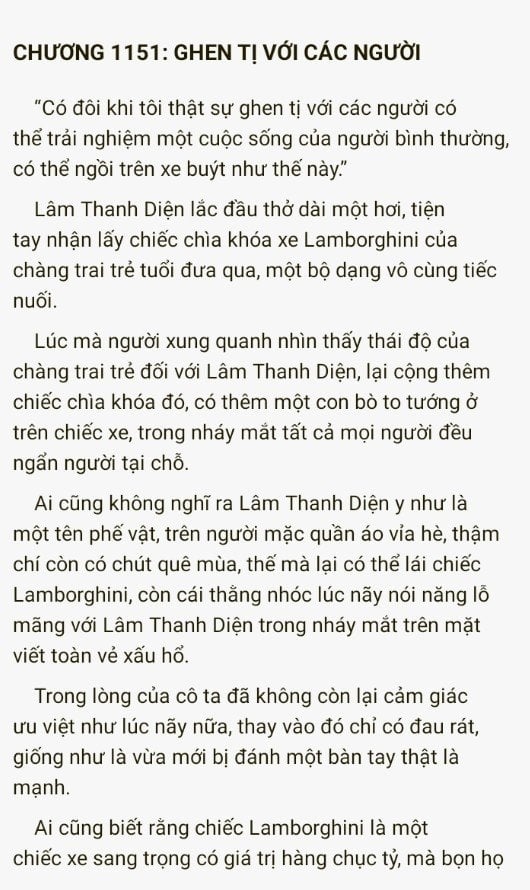 CHƯƠNG 1151: GHEN TỊ VỚI CÁC NGƯỜI
"Có đôi khi tôi thật sự ghen tị với các người có
thể trải nghiệm một cuộc sống của người bình thường,
có thể ngồi trên xe buýt như thế này."
Lâm Thanh Diện lắc đầu thở dài một hơi, tiện
tay nhận lấy chiếc chìa khóa xe Lamborghini của
chàng trai trẻ tuổi đưa qua, một bộ dạng vô cùng tiếc
nuối.
Lúc mà người xung quanh nhìn thấy thái độ của
chàng trai trẻ đối với Lâm Thanh Diện, lại cộng thêm
chiếc chìa khóa đó, có thêm một con bò to tướng ở
trên chiếc xe, trong nháy mắt tất cả mọi người đều
ngẩn người tại chỗ.
Ai cũng không nghĩ ra Lâm Thanh Diện y như là
một tên phế vật, trên người mặc quần áo vỉa hè, thậm
chí còn có chút quê mùa, thế mà lại có thể lái chiếc
Lamborghini, còn cái thằng nhóc lúc nãy nói năng lỗ
mãng với Lâm Thanh Diện trong nháy mắt trên mặt
viết toàn vẻ xấu hổ.
Trong lòng của cô ta đã không còn lại cảm giác
ưu việt như lúc nãy nữa, thay vào đó chỉ có đau rát,
giống như là vừa mới bị đánh một bàn tay thật là
mạnh.
Ai cũng biết rằng chiếc Lamborghini là một
chiếc xe sang trọng có giá trị hàng chục tỷ, mà bọn họ